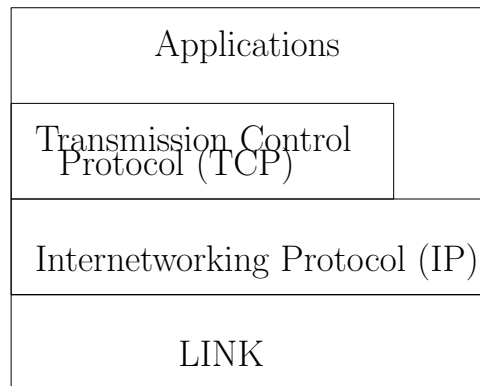 Applications
Transmission Control
Protocol (TCP)
Internetworking Protocol (IP)
LINK